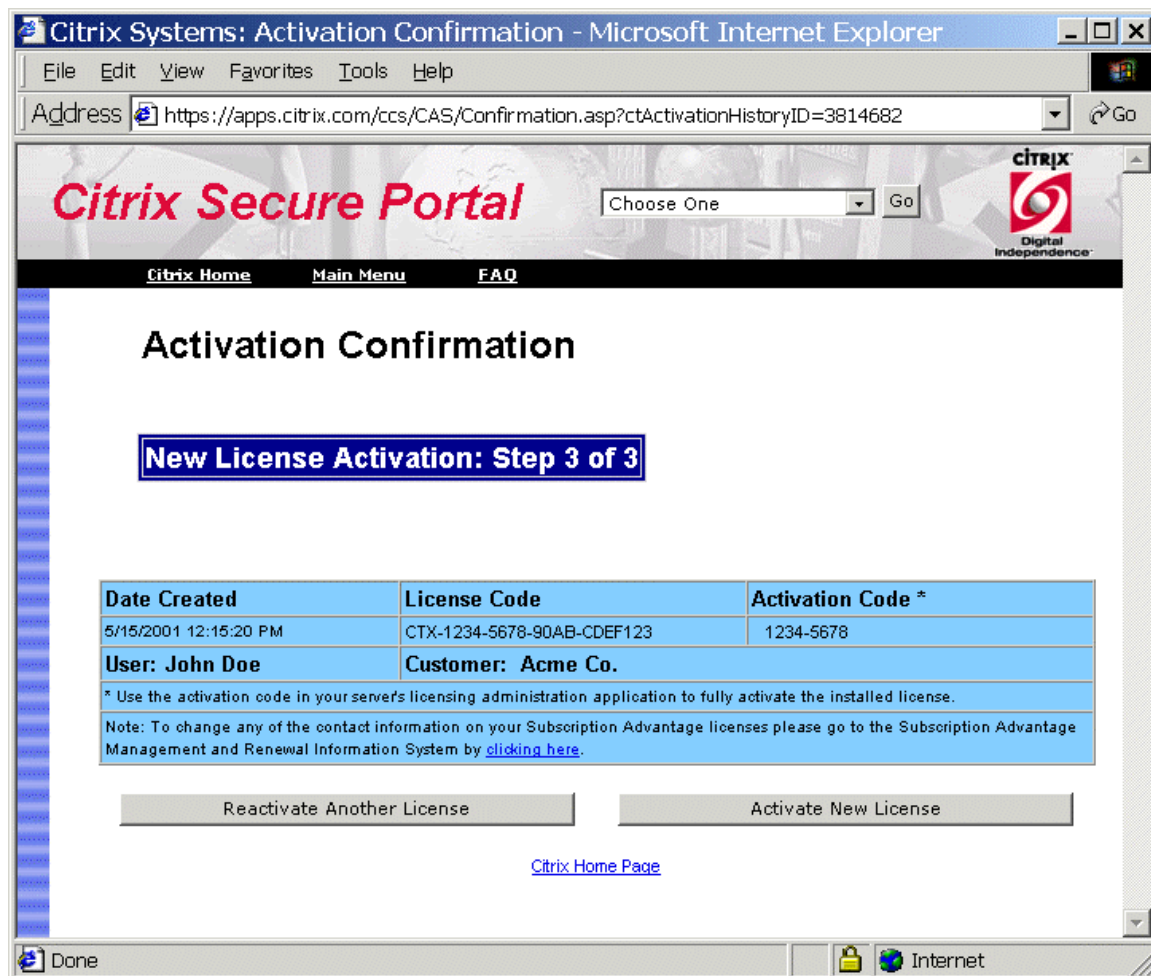 Citrix Systems: Activation Confirmation - Microsoft Internet Explorer
File Edit View Favorites Tools Help
Address https://apps.citrix.com/ccs/CAS/Confirmation.asp?ctActivationHistoryID=3814682 Go
Citrix Secure Portal
Choose One Go
CİTRIX
Digital
Independence
Citrix Home Main Menu FAQ
Activation Confirmation
New License Activation: Step 3 of 3
Date Created License Code Activation Code *
5/15/2001 12:15:20 PM CTX-1234-5678-90AB-CDEF123 1234-5678
User: John Doe Customer: Acme Co.
* Use the activation code in your server's licensing administration application to fully activate the installed license.
Note: To change any of the contact information on your Subscription Advantage licenses please go to the Subscription Advantage
Management and Renewal Information System by clicking here.
Reactivate Another License Activate New License
Citrix Home Page
Done Internet